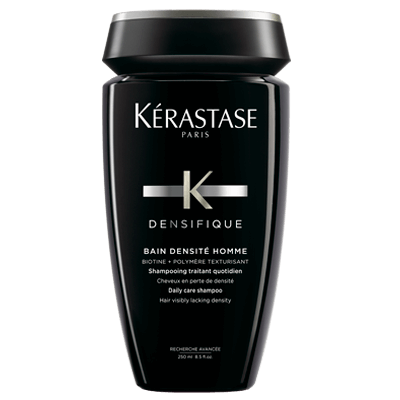 KÉRASTASE
PARIS
K
DENSIFIQUE
BAIN DENSITÉ HOMME
BIOTINE + POLYMÈRE TEXTURISANT
Shampooing traitant quotidien
Cheveux en perte de densité
Daily care shampoo
Hair visibly lacking density
RECHERCHE AVANCÉE
250 ml 8.5 fl.oz